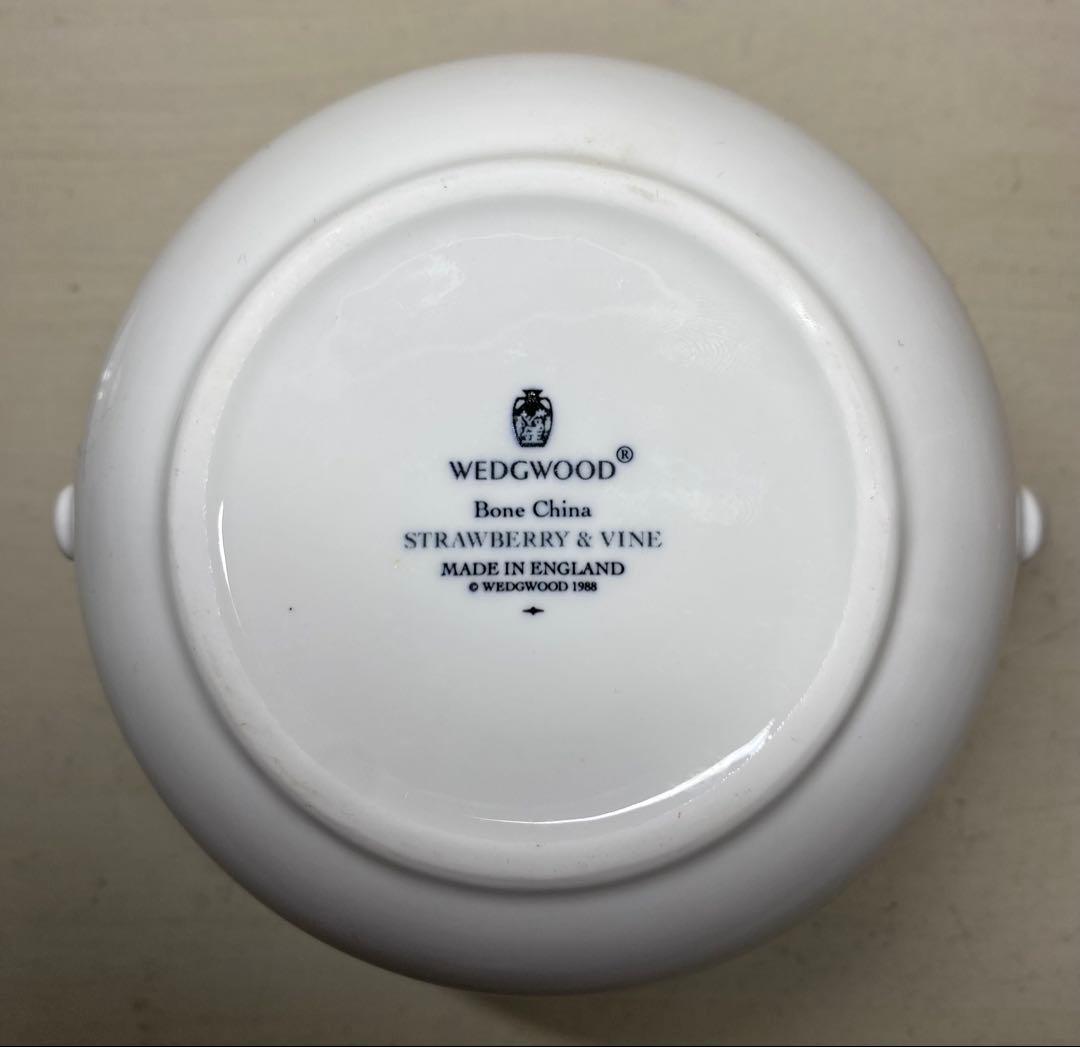 WEDGWOOD®
Bone China
STRAWBERRY & VINE
MADE IN ENGLAND
© WEDGWOOD 1988